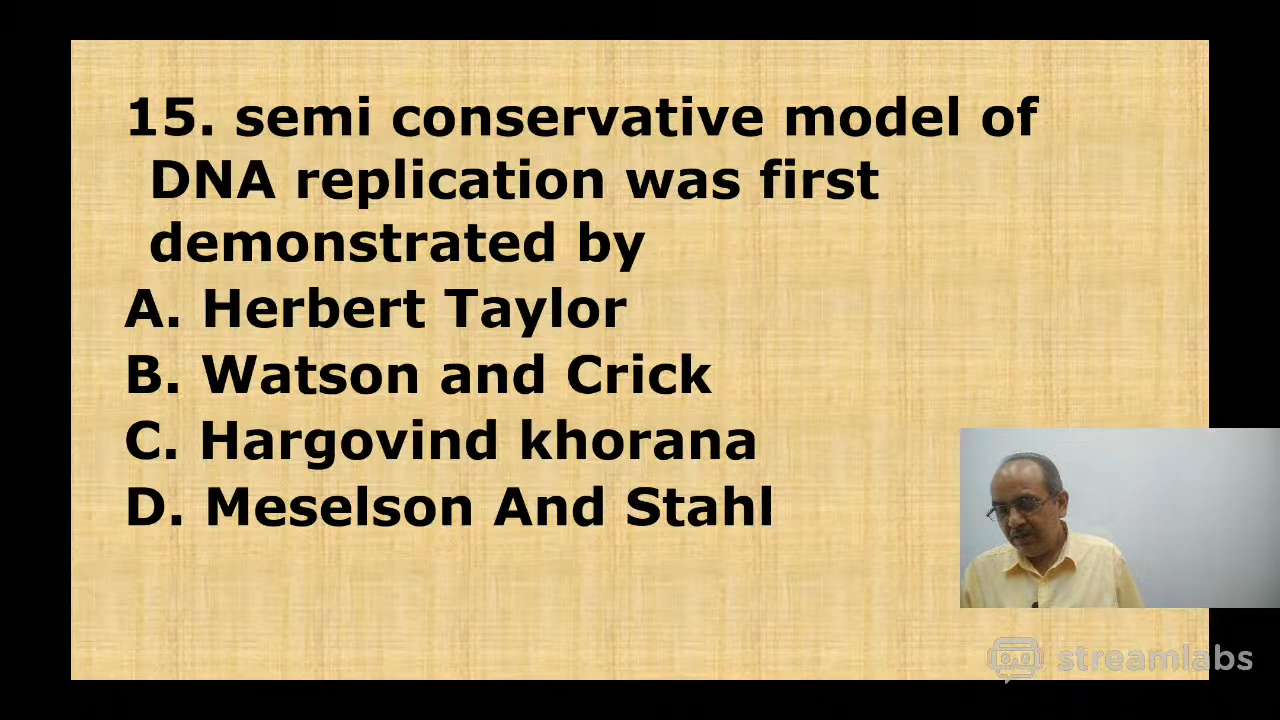 15. semi conservative model of
DNA replication was first
demonstrated by
A. Herbert Taylor
B. Watson and Crick
C. Hargovind khorana
D. Meselson And Stahl
streamlabs